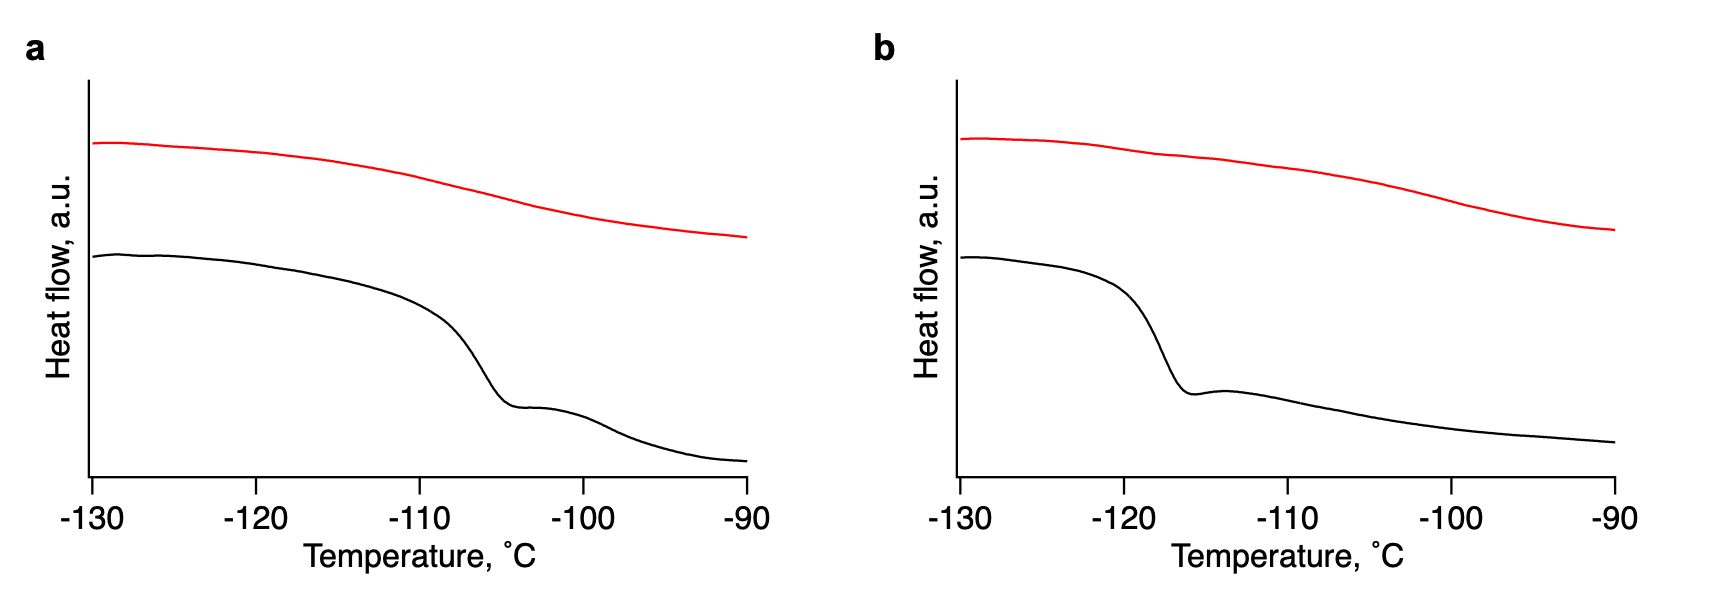 a
Heat flow, a.u.
-130 -120 -110 -100 -90
Temperature, ˚C
b
Heat flow, a.u.
-130 -120 -110 -100 -90
Temperature, ˚C